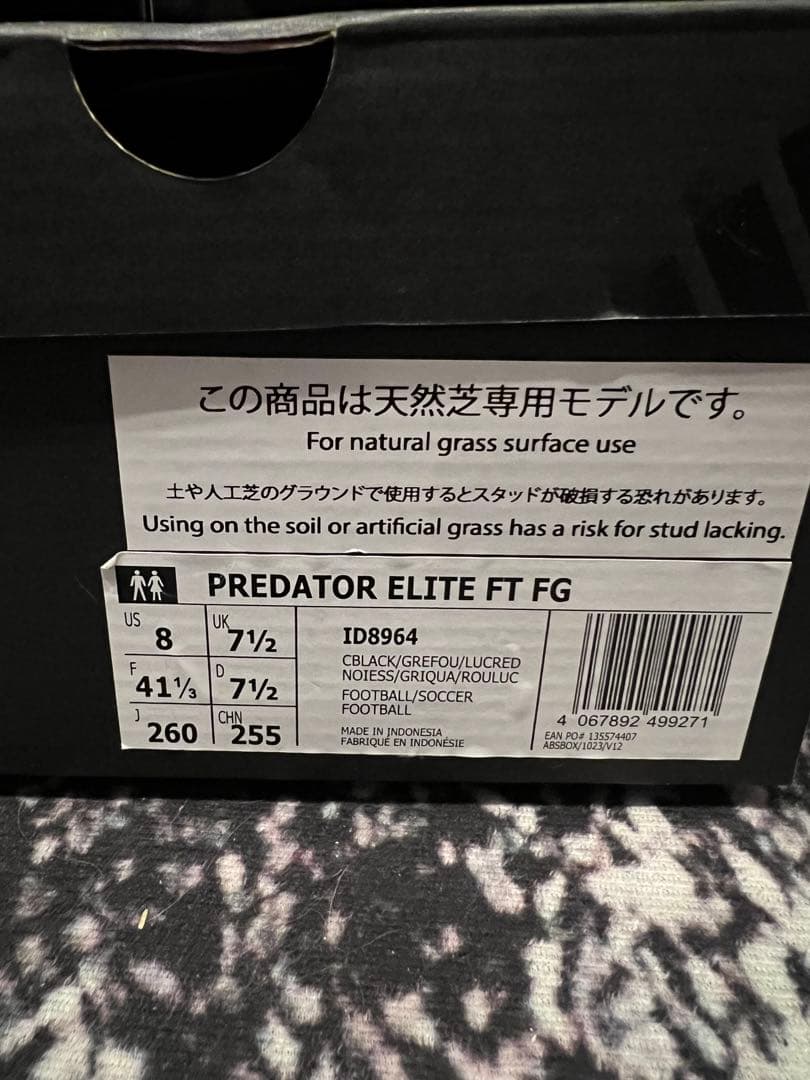 この商品は天然芝専用モデルです。
For natural grass surface use
土や人工芝のグラウンドで使用するとスタッドが破損する恐れがあります。
Using on the soil or artificial grass has a risk for stud lacking.
PREDATOR ELITE FT FG
US 8 UK 7½
F 41⅓ D 7½
J 260 CHN 255
ID8964
CBLACK/GREFOU/LUCRED
NOIESS/GRIQUA/ROULUC
FOOTBALL/SOCCER
FOOTBALL
MADE IN INDONESIA
FABRIQUÉ EN INDONÉSIE
4 067892 499271
EAN PO# 135574407
ABSBOX/1023/V12